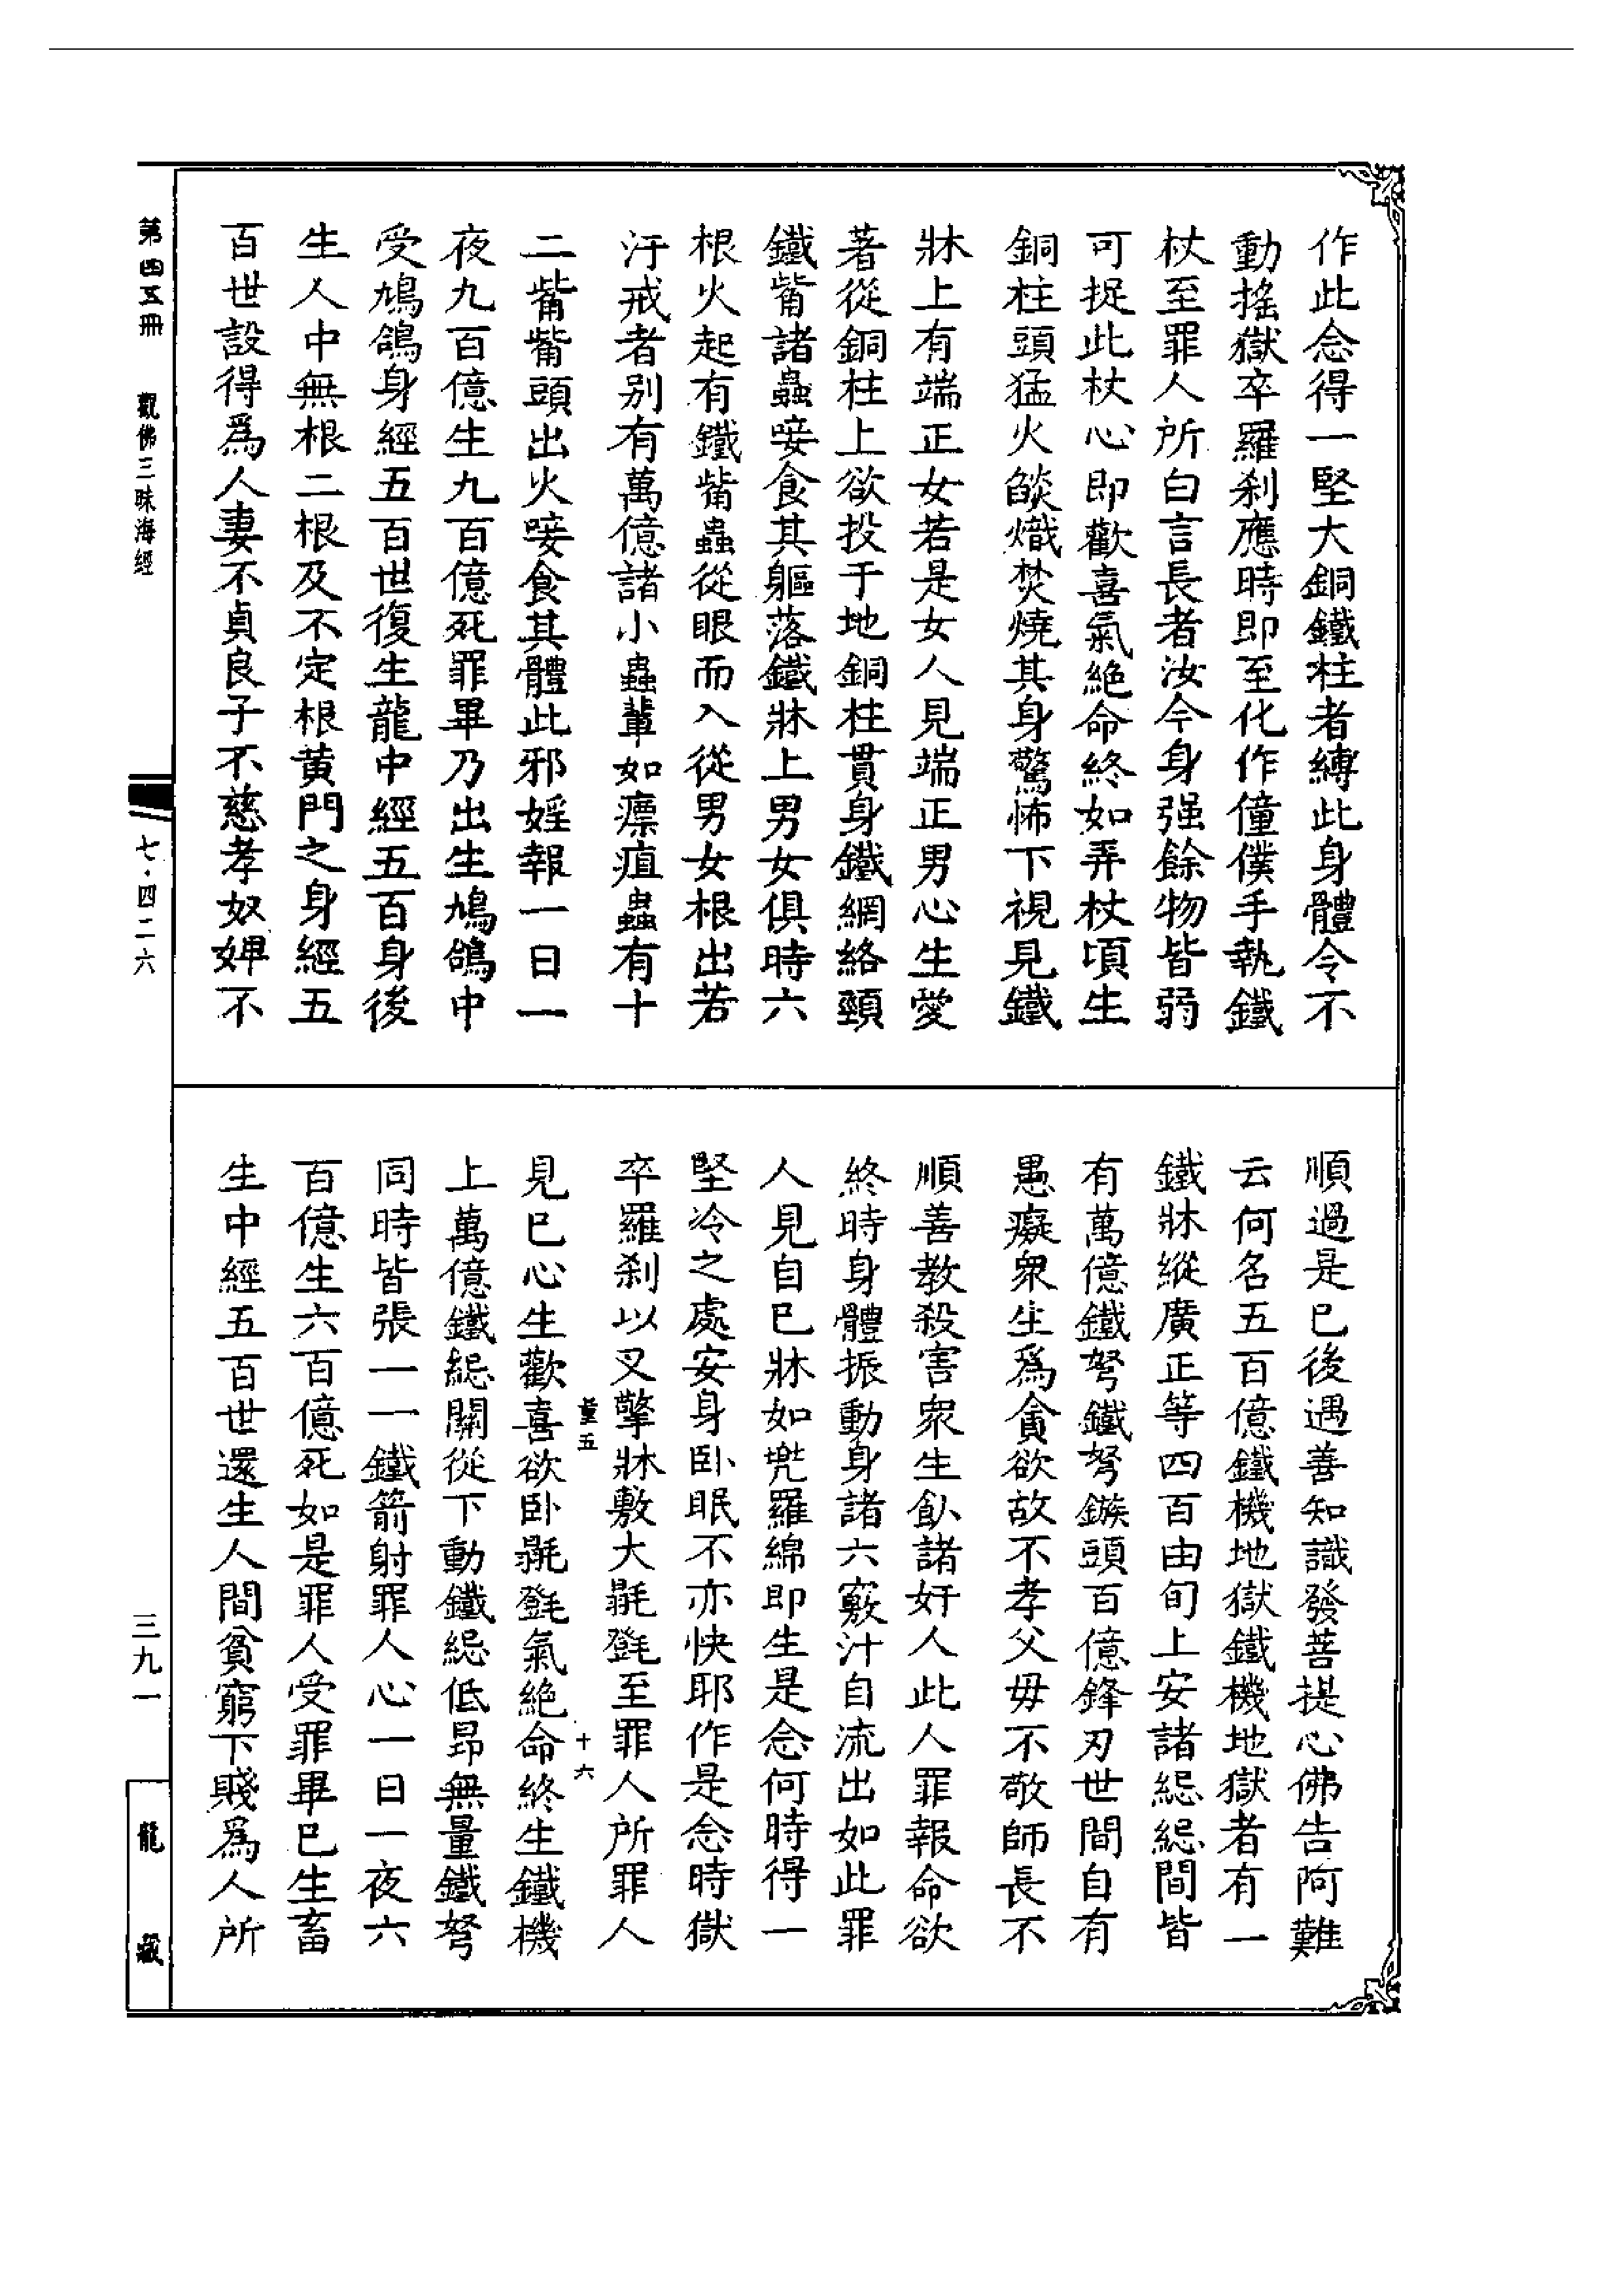 作此念得一堅大銅鐵柱者縛此身體令不
動搖獄卒羅刹應時即至化作僮僕手執鐵
杖至罪人所白言長者汝今身强餘物皆弱
可捉此杖心即歡喜氣絶命終如弄杖頃生
銅柱頭猛火燄熾焚燒其身驚怖下視見鐵
牀上有端正女若是女人見端正男心生愛
著從銅柱上欲投于地銅柱貫身鐵網絡頸
鐵觜諸蟲唼食其軀落鐵牀上男女俱時六
根火起有鐵觜蟲從眼而入從男女根出若
汙戒者別有萬億諸小蟲輩如瘭疽蟲有十
二觜觜頭出火唼食其體此邪婬報一日一
夜九百億生九百億死罪畢乃出生鳩鴿中
受鳩鴿身經五百世復生龍中經五百身後
生人中無根二根及不定根黄門之身經五
百世設得爲人妻不貞良子不慈孝奴婢不
順過是已後遇善知識發菩提心佛告阿難
云何名五百億鐵機地獄鐵機地獄者有一
鐵牀縱廣正等四百由旬上安諸䋎䋎間皆
有萬億鐵弩鐵弩鏃頭百億鋒刃世間自有
愚癡衆生爲貪欲故不孝父毋不敬師長不
順善教殺害衆生飤諸奸人此人罪報命欲
終時身體振動身諸六竅汁自流出如此罪
人見自巳牀如兠羅綿即生是念何時得一
堅冷之處安身卧眠不亦快耶作是念時獄
卒羅刹以叉擎牀敷大㲪㲪至罪人所罪人
董五　十六
見巳心生歡喜欲卧㲪㲪氣絶命終生鐵機
上萬億鐵䋎關從下動鐵䋎低昂無量鐵弩
同時皆張一一鐵箭射罪人心一日一夜六
百億生六百億死如是罪人受罪畢巳生畜
生中經五百世還生人間貧窮下賤爲人所
第四五冊　觀佛三昧海經
七·四二六
三九一
龍藏